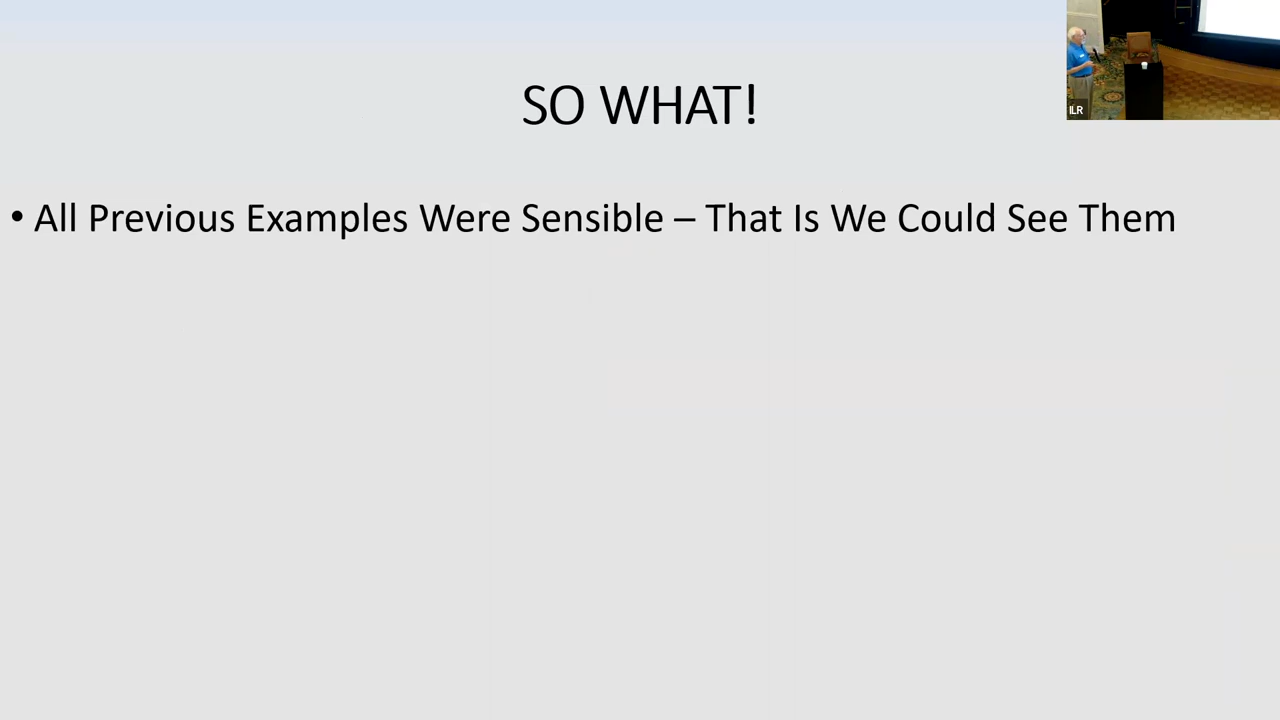 SO WHAT!
• All Previous Examples Were Sensible – That Is We Could See Them
ILR